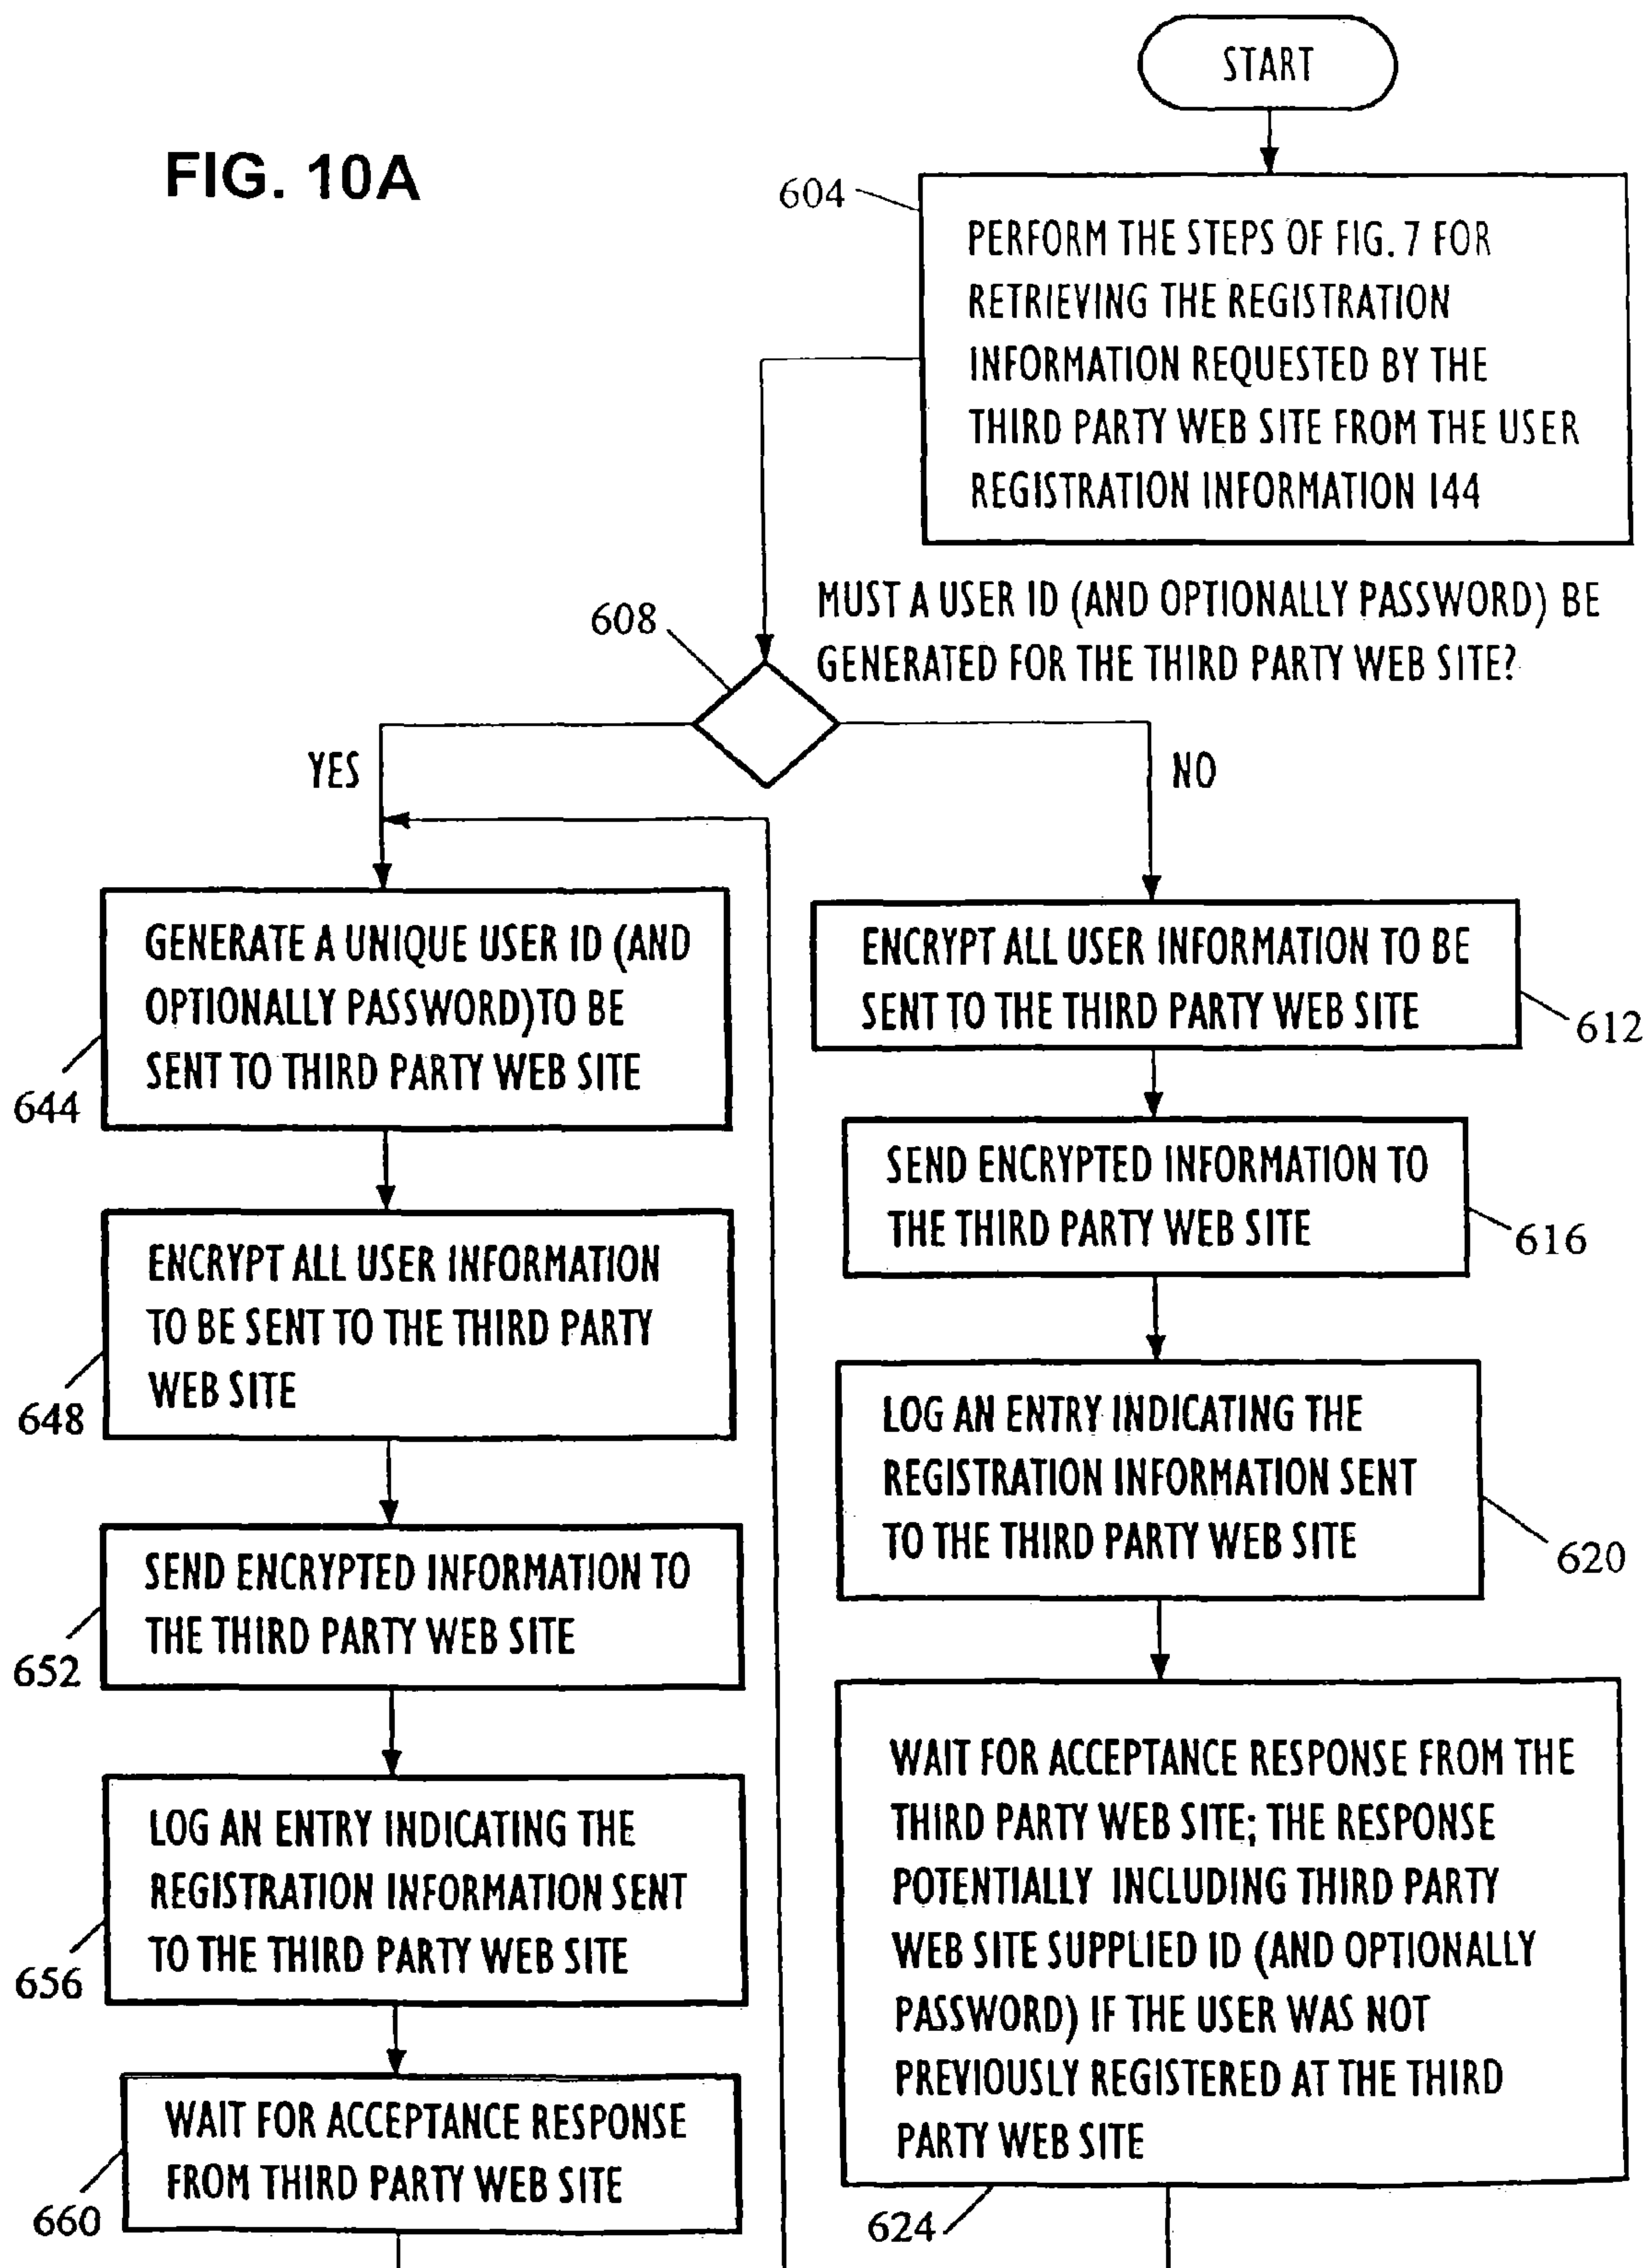 FIG. 10A
START
604
PERFORM THE STEPS OF FIG. 7 FOR
RETRIEVING THE REGISTRATION
INFORMATION REQUESTED BY THE
THIRD PARTY WEB SITE FROM THE USER
REGISTRATION INFORMATION 144
608
MUST A USER ID (AND OPTIONALLY PASSWORD) BE
GENERATED FOR THE THIRD PARTY WEB SITE?
YES
NO
GENERATE A UNIQUE USER ID (AND
OPTIONALLY PASSWORD)TO BE
SENT TO THIRD PARTY WEB SITE
644
ENCRYPT ALL USER INFORMATION
TO BE SENT TO THE THIRD PARTY
WEB SITE
648
SEND ENCRYPTED INFORMATION TO
THE THIRD PARTY WEB SITE
652
LOG AN ENTRY INDICATING THE
REGISTRATION INFORMATION SENT
TO THE THIRD PARTY WEB SITE
656
WAIT FOR ACCEPTANCE RESPONSE
FROM THIRD PARTY WEB SITE
660
ENCRYPT ALL USER INFORMATION TO BE
SENT TO THE THIRD PARTY WEB SITE
612
SEND ENCRYPTED INFORMATION TO
THE THIRD PARTY WEB SITE
616
LOG AN ENTRY INDICATING THE
REGISTRATION INFORMATION SENT
TO THE THIRD PARTY WEB SITE
620
WAIT FOR ACCEPTANCE RESPONSE FROM THE
THIRD PARTY WEB SITE; THE RESPONSE
POTENTIALLY INCLUDING THIRD PARTY
WEB SITE SUPPLIED ID (AND OPTIONALLY
PASSWORD) IF THE USER WAS NOT
PREVIOUSLY REGISTERED AT THE THIRD
PARTY WEB SITE
624